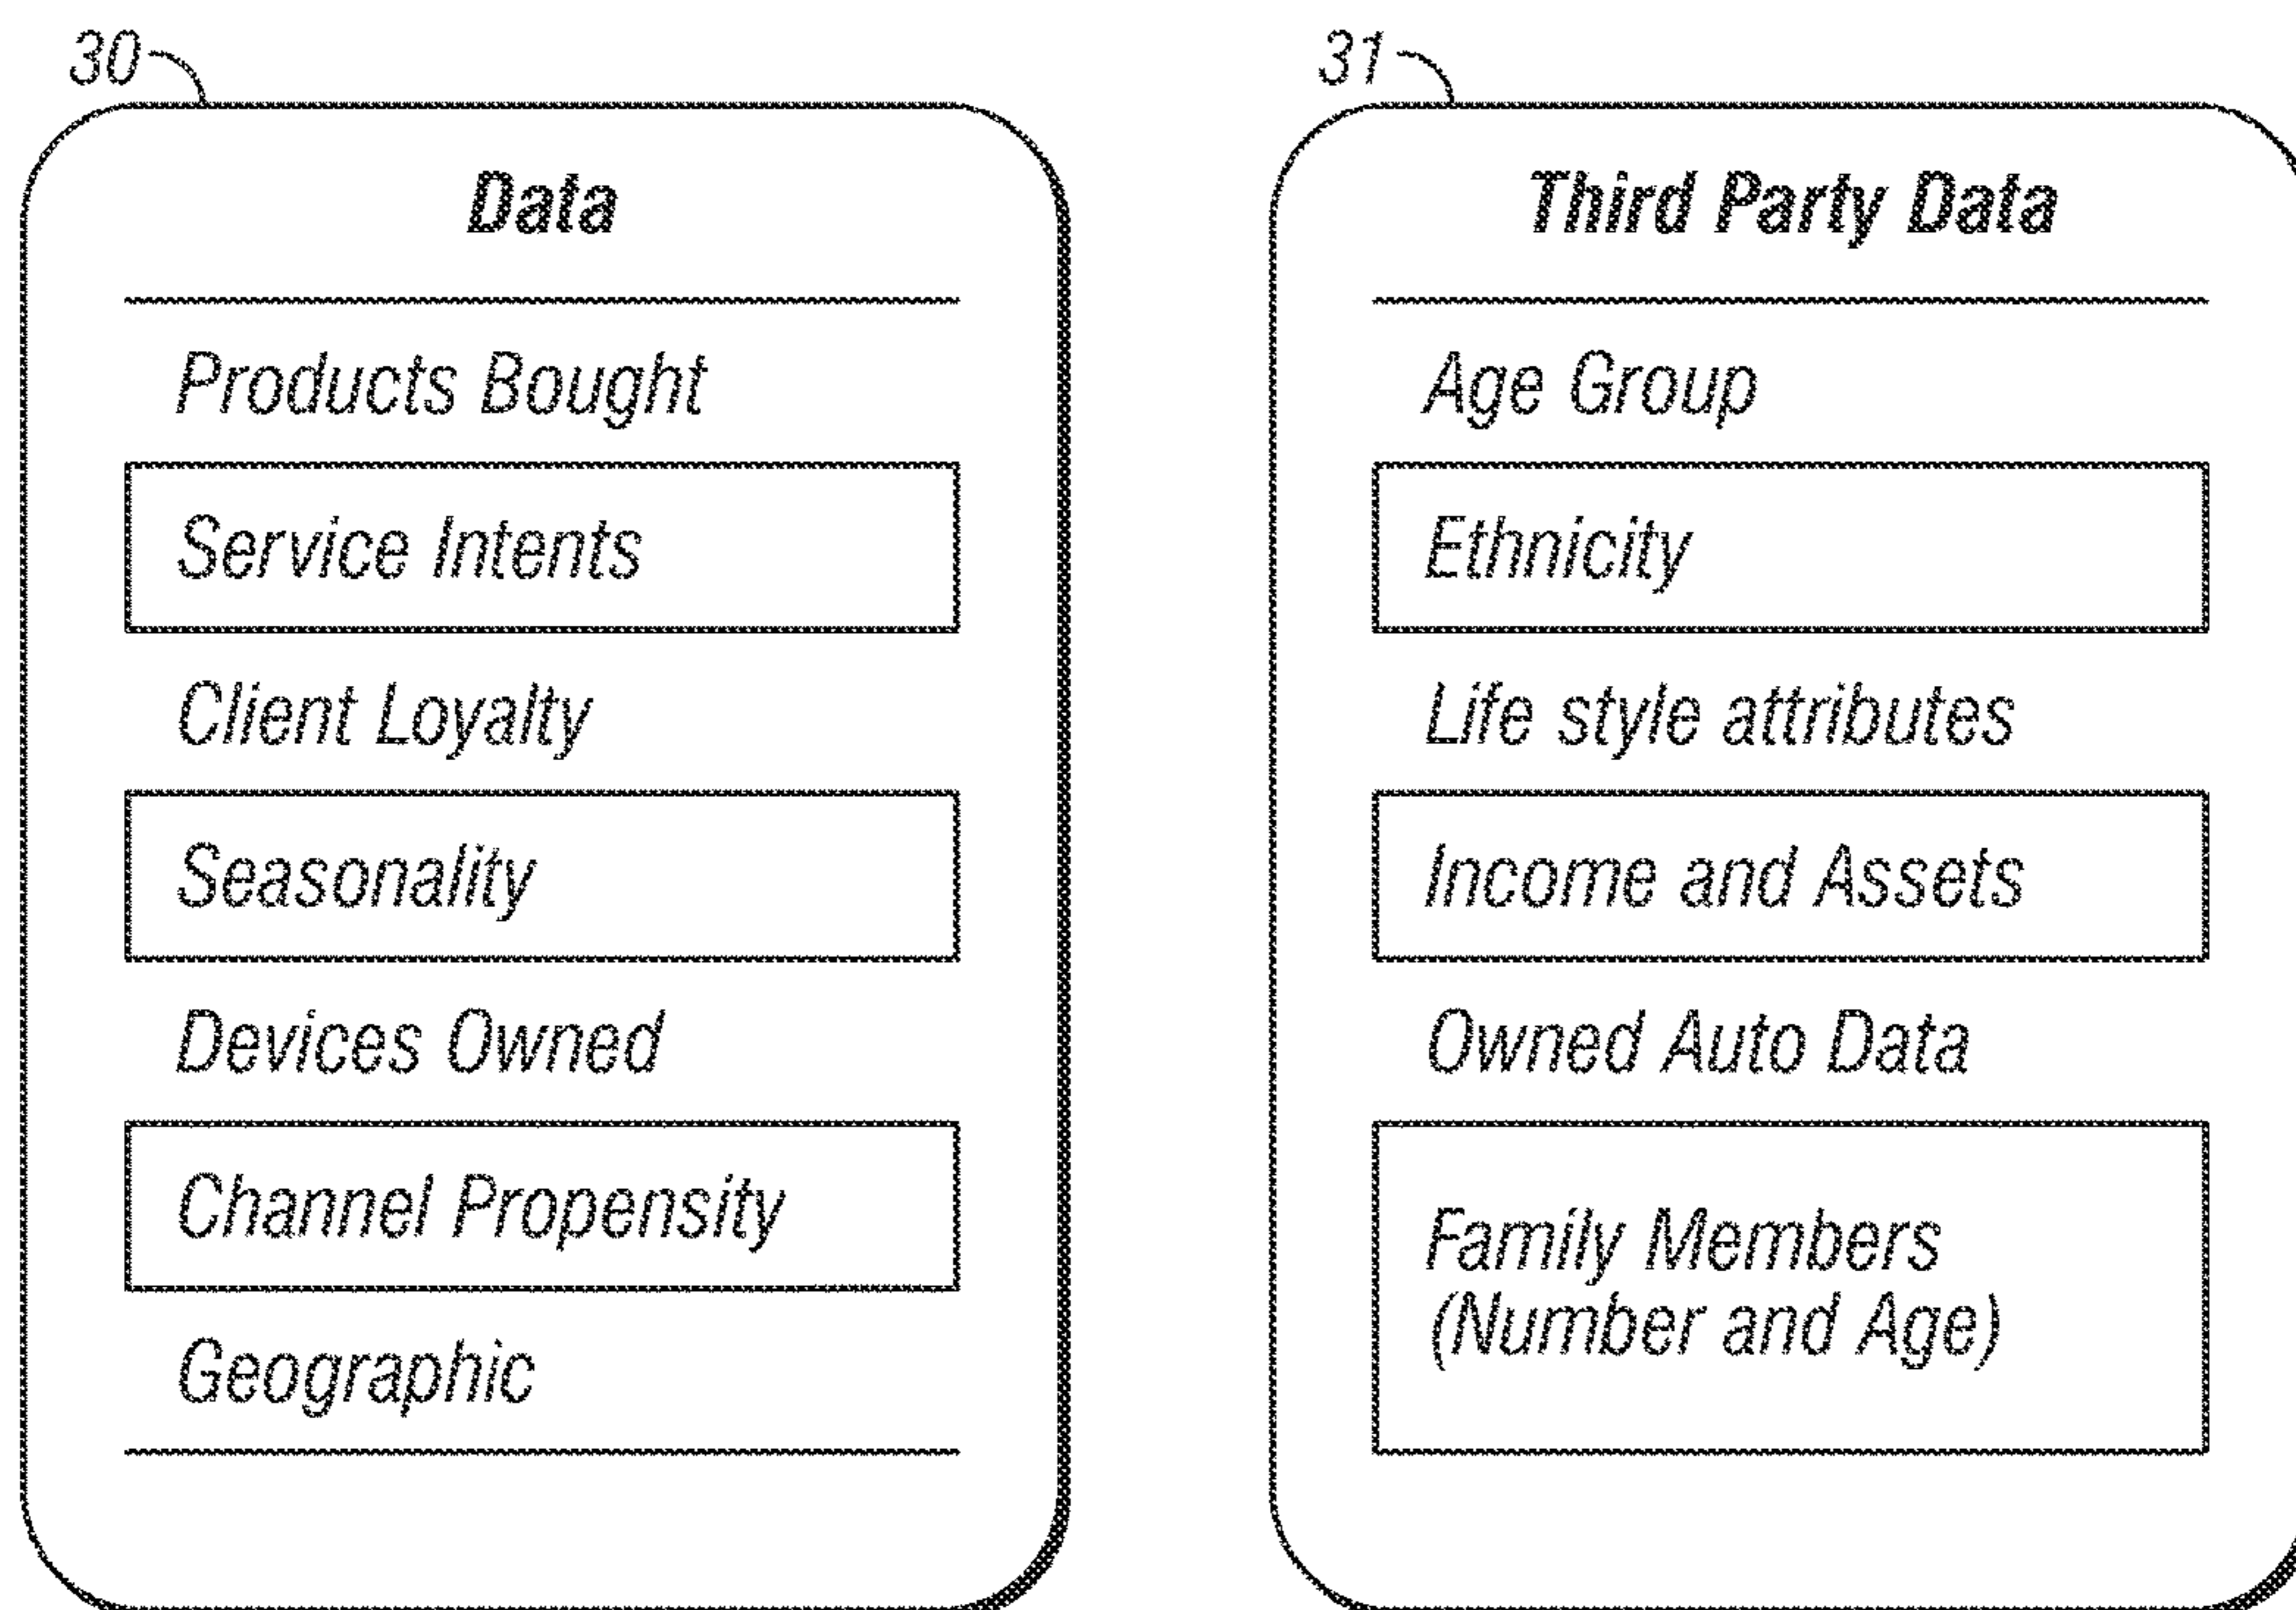 30
Data
Products Bought
Service Intents
Client Loyalty
Seasonality
Devices Owned
Channel Propensity
Geographic
31
Third Party Data
Age Group
Ethnicity
Life style attributes
Income and Assets
Owned Auto Data
Family Members
(Number and Age)